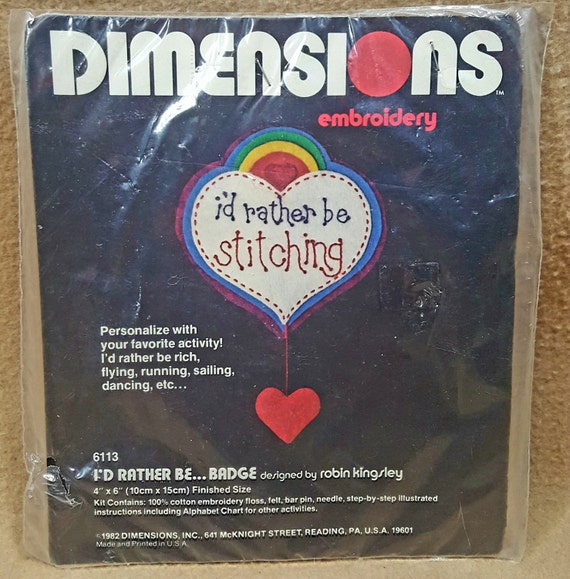 DIMENSIONS™
embroidery
i'd rather be
stitching
Personalize with
your favorite activity!
I'd rather be rich,
flying, running, sailing,
dancing, etc...
6113
I'D RATHER BE... BADGE designed by robin kingsley
4" x 6" (10cm x 15cm) Finished Size
Kit Contains: 100% cotton embroidery floss, felt, bar pin, needle, step-by-step illustrated
instructions including Alphabet Chart for other activities.
©1982 DIMENSIONS, INC., 641 McKNIGHT STREET, READING, PA, U.S.A. 19601
Made and Printed in U.S.A.